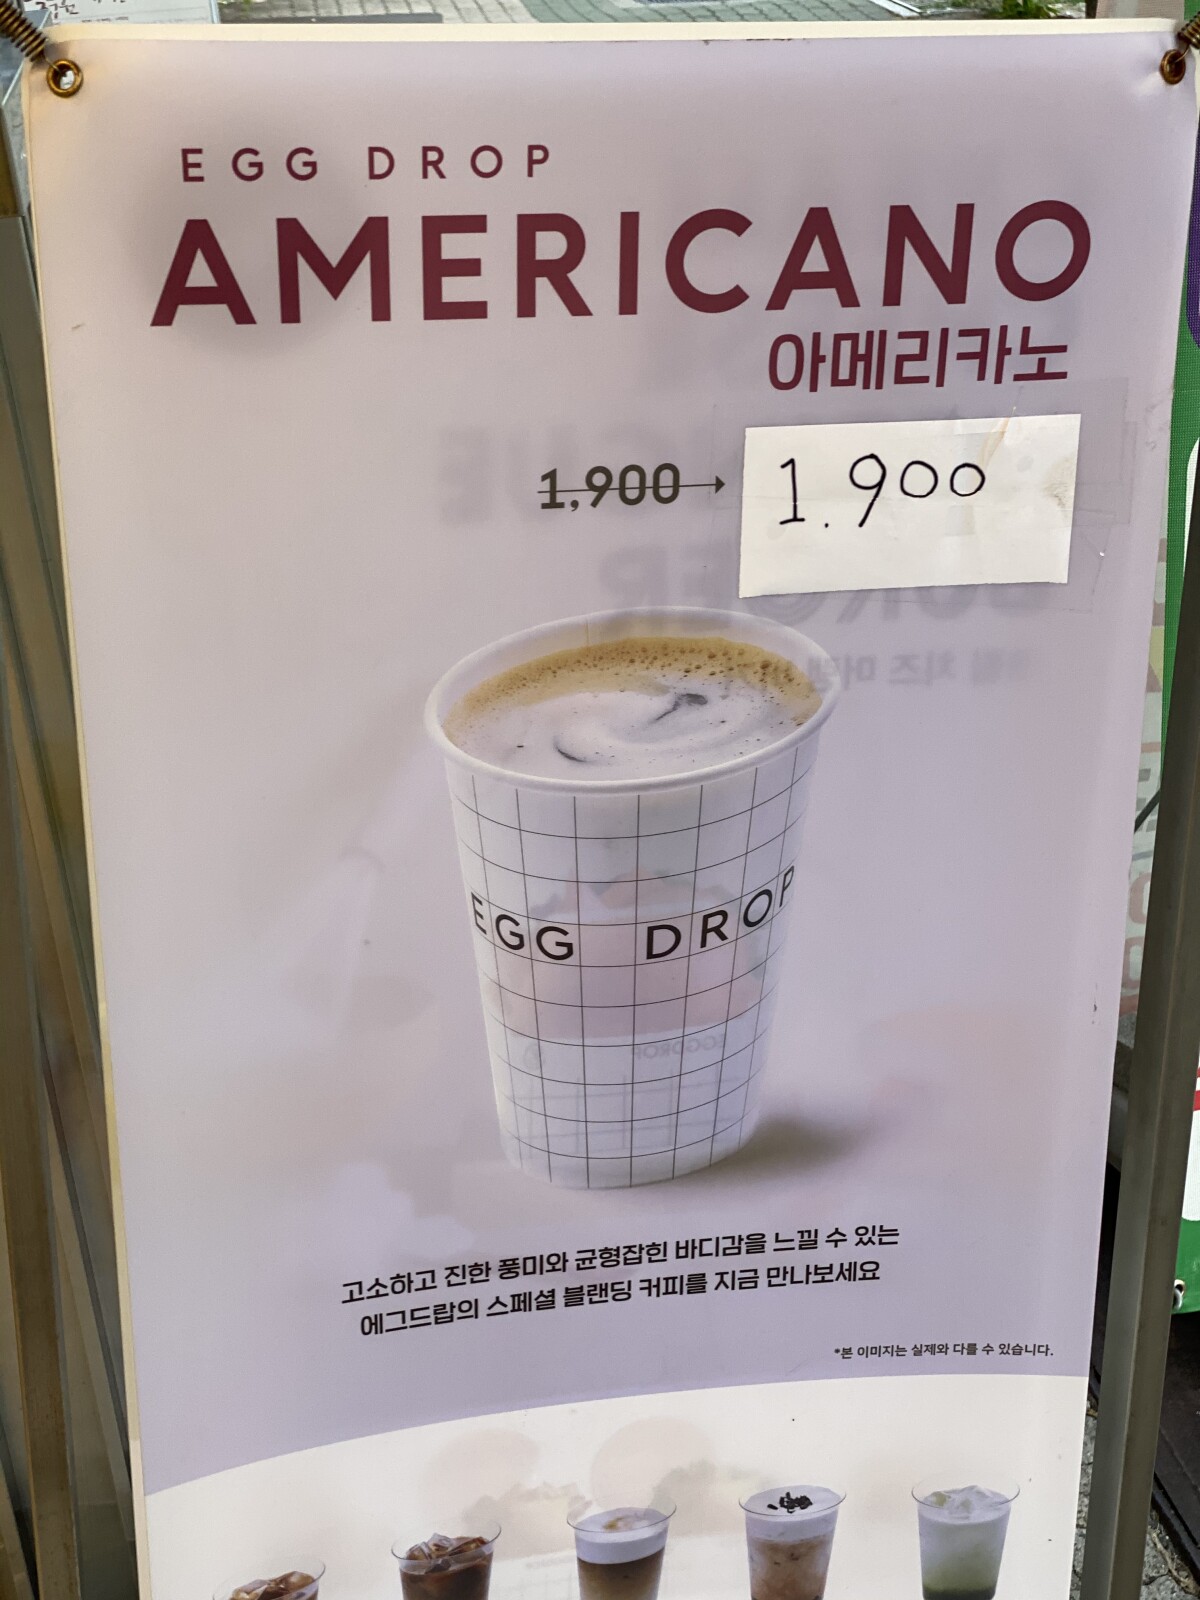 EGG DROP
AMERICANO
아메리카노
1,900 → 1.900
EGG DROP
고소하고 진한 풍미와 균형잡힌 바디감을 느낄 수 있는
에그드랍의 스페셜 블랜딩 커피를 지금 만나보세요
*본 이미지는 실제와 다를 수 있습니다.